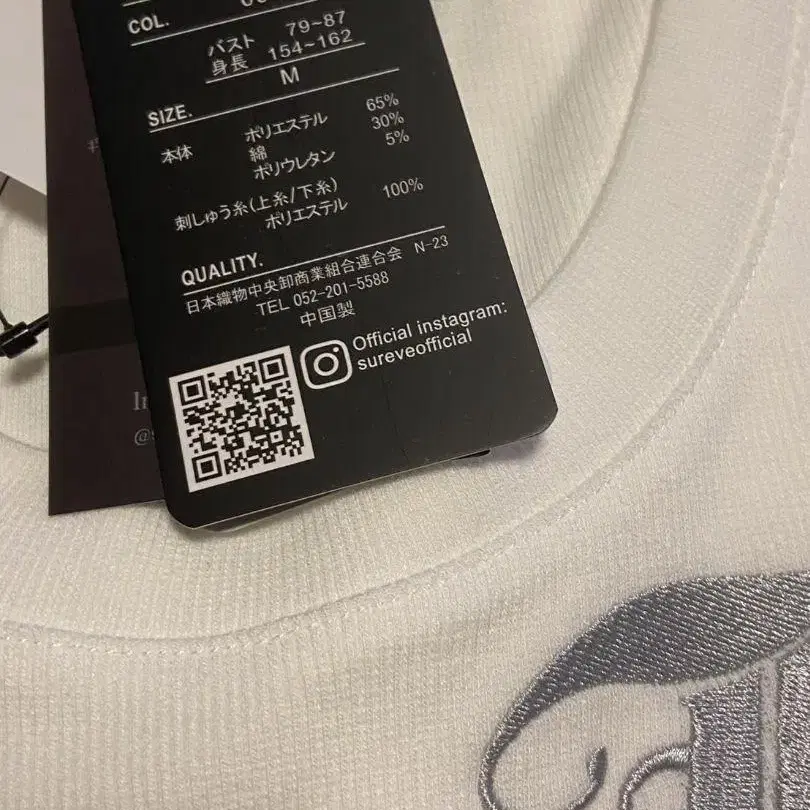 COL.
バスト 79~87
身長 154~162
M
SIZE.
本体 ポリエステル 65%
綿 30%
ポリウレタン 5%
刺しゅう糸(上糸/下糸)
ポリエステル 100%
QUALITY.
日本織物中央卸商業組合連合会 N-23
TEL 052-201-5588
中国製
Official instagram:
sureveofficial